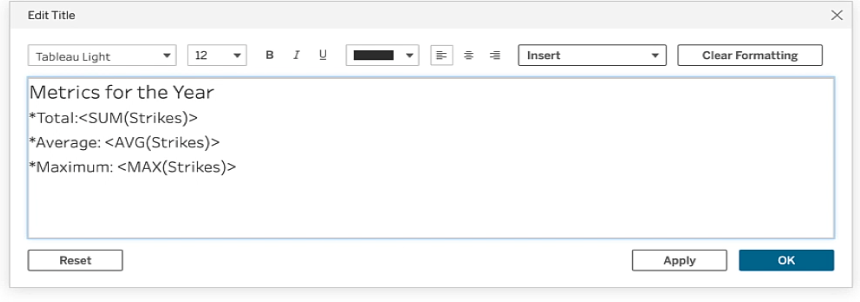 Edit Title
Tableau Light 12 B I U Insert Clear Formatting
Metrics for the Year
*Total:<SUM(Strikes)>
*Average: <AVG(Strikes)>
*Maximum: <MAX(Strikes)>
Reset Apply OK